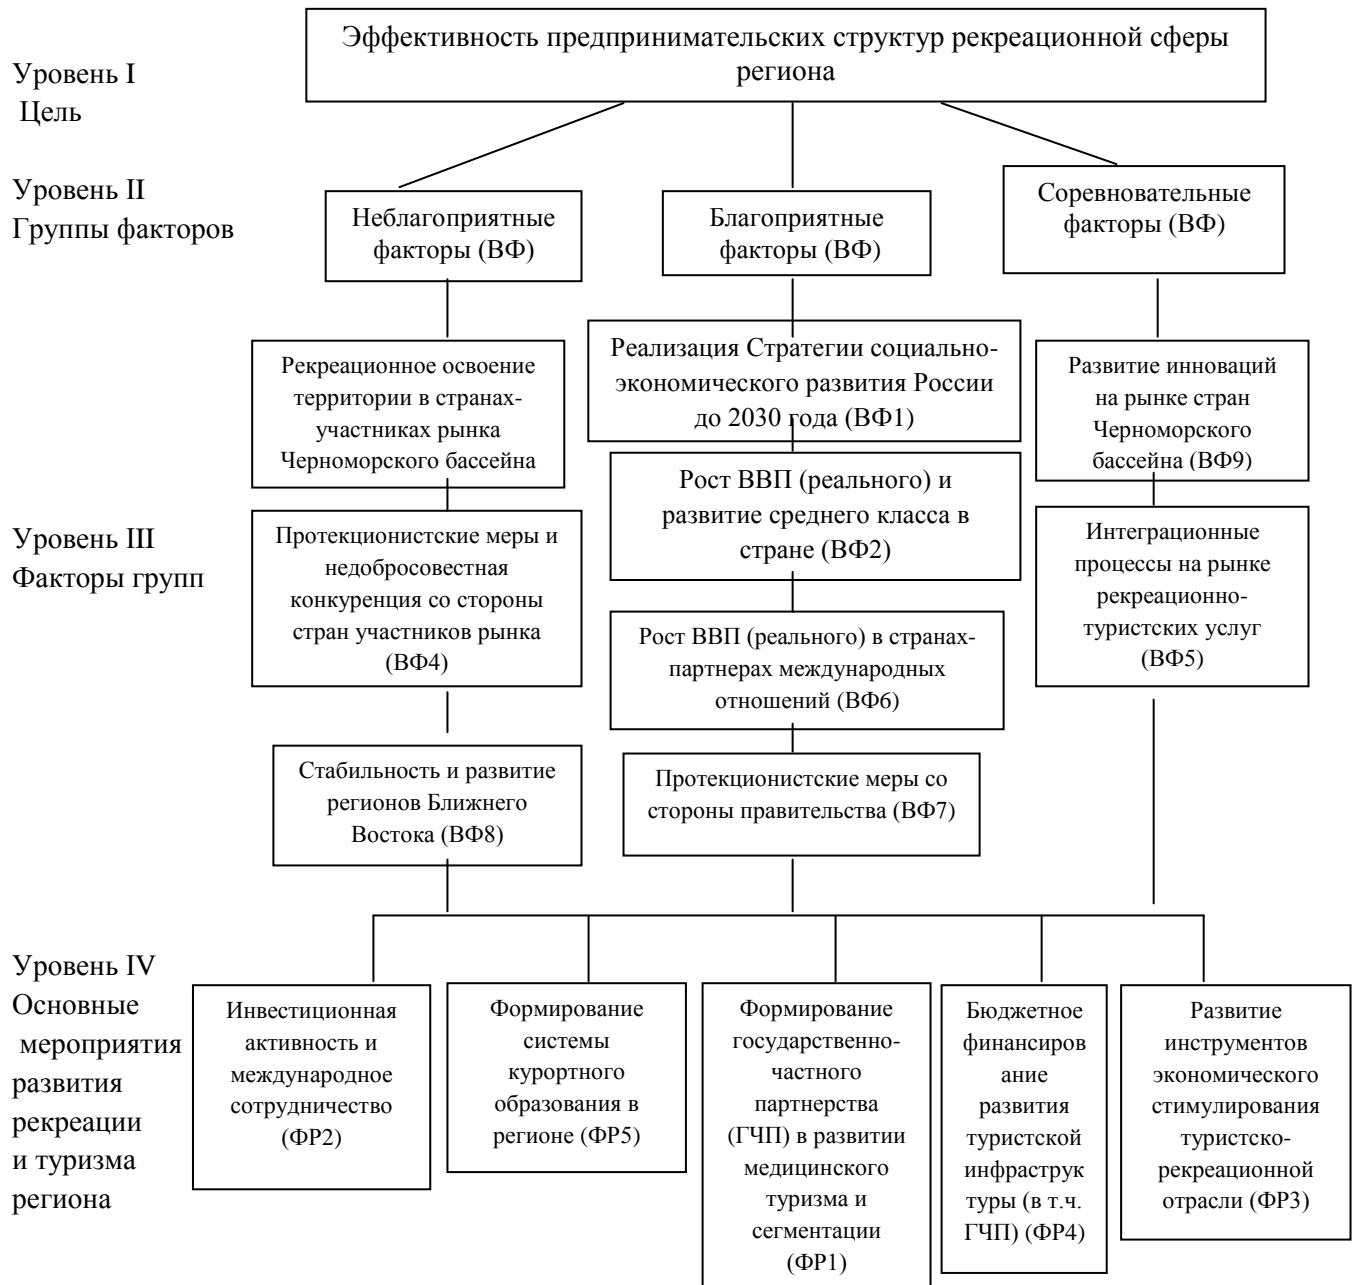 Эффективность предпринимательских структур рекреационной сферы
региона
Уровень I
Цель
Уровень II
Группы факторов
Неблагоприятные
факторы (ВФ)
Благоприятные
факторы (ВФ)
Соревновательные
факторы (ВФ)
Уровень III
Факторы групп
Рекреационное освоение
территории в странах-
участниках рынка
Черноморского бассейна
Протекционистские меры и
недобросовестная
конкуренция со стороны
стран участников рынка
(ВФ4)
Стабильность и развитие
регионов Ближнего
Востока (ВФ8)
Реализация Стратегии социально-
экономического развития России
до 2030 года (ВФ1)
Рост ВВП (реального) и
развитие среднего класса в
стране (ВФ2)
Рост ВВП (реального) в странах-
партнерах международных
отношений (ВФ6)
Протекционистские меры со
стороны правительства (ВФ7)
Развитие инноваций
на рынке стран
Черноморского
бассейна (ВФ9)
Интеграционные
процессы на рынке
рекреационно-
туристских услуг
(ВФ5)
Уровень IV
Основные
мероприятия
развития
рекреации
и туризма
региона
Инвестиционная
активность и
международное
сотрудничество
(ФР2)
Формирование
системы
курортного
образования в
регионе (ФР5)
Формирование
государственно-
частного
партнерства
(ГЧП) в развитии
медицинского
туризма и
сегментации
(ФР1)
Бюджетное
финансиров
ание
развития
туристской
инфраструк
туры (в т.ч.
ГЧП) (ФР4)
Развитие
инструментов
экономического
стимулирования
туристско-
рекреационной
отрасли (ФР3)